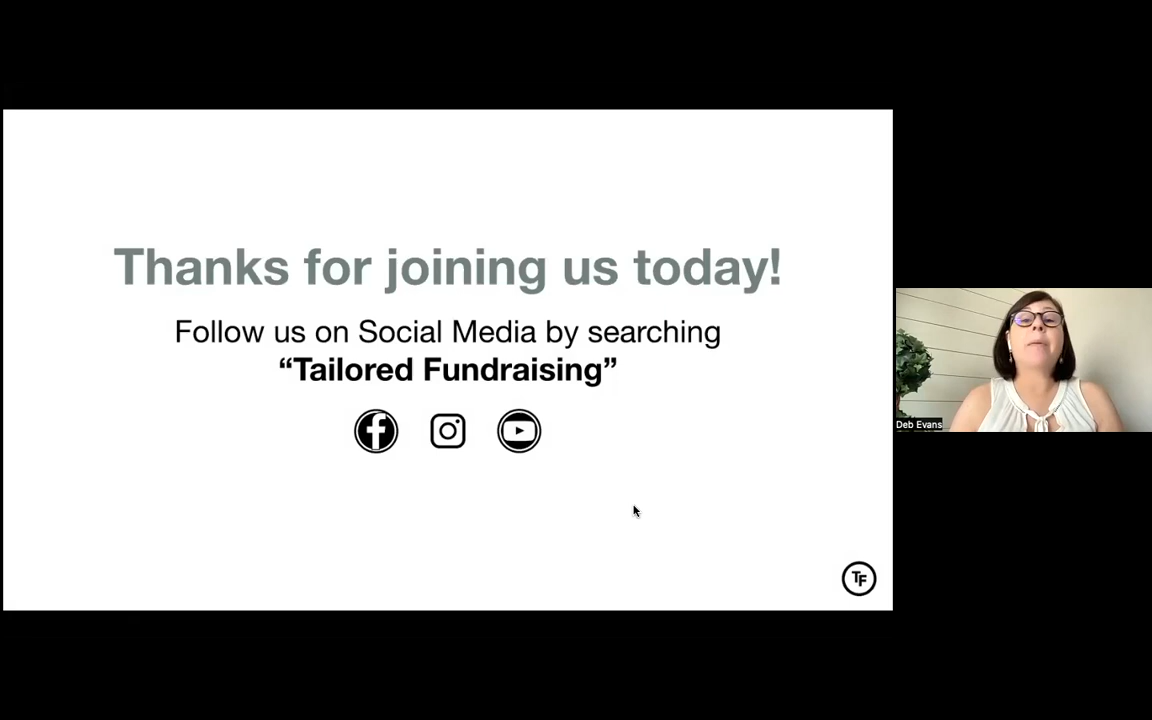 Thanks for joining us today!
Follow us on Social Media by searching
“Tailored Fundraising”
Deb Evans
TF